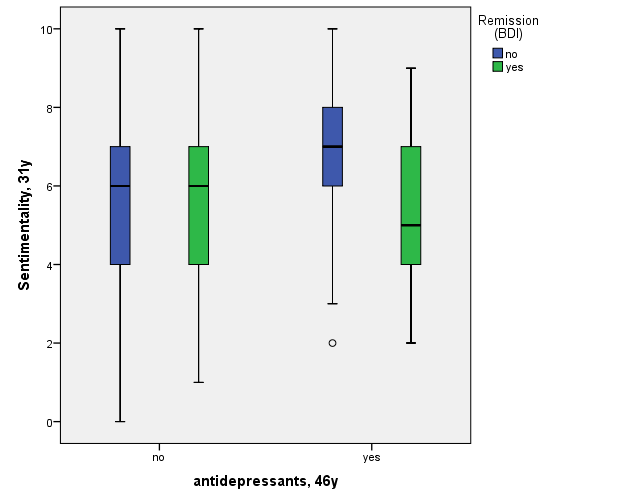 Remission
(BDI)
no
yes
Sentimentality, 31y
10
8
6
4
2
0
no
yes
antidepressants, 46y